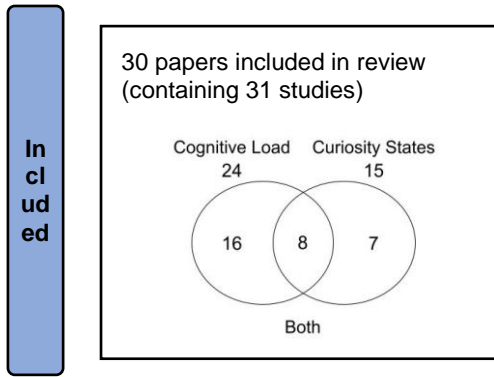 In
cl
ud
ed
30 papers included in review
(containing 31 studies)
Cognitive Load Curiosity States
24 15
16 8 7
Both